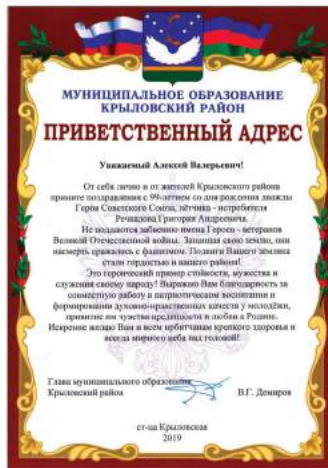 МУНИЦИПАЛЬНОЕ ОБРАЗОВАНИЕ
КРЫЛОВСКИЙ РАЙОН
ПРИВЕТСТВЕННЫЙ АДРЕС
Уважаемый Алексей Валерьевич!
От себя лично и от жителей Крыловского района
примите поздравления с 99-летием со дня рождения дважды
Героя Советского Союза, лётчика - истребителя
Речкалова Григория Андреевича.
Не поддаются забвению имена Героев - ветеранов
Великой Отечественной войны. Защищая свою землю, они
насмерть сражались с фашизмом. Подвиги Вашего земляка
стали гордостью и нашего района!
Это героический пример стойкости, мужества и
служения своему народу! Выражаю Вам благодарность за
совместную работу в патриотическом воспитании и
формировании духовно-нравственных качеств у молодёжи,
привитие им чувства преданности и любви к Родине.
Искренне желаю Вам и всем ирбитчанам крепкого здоровья и
всегда мирного неба над головой!
Глава муниципального образования
Крыловский район В.Г. Демиров
ст-ца Крыловская
2019